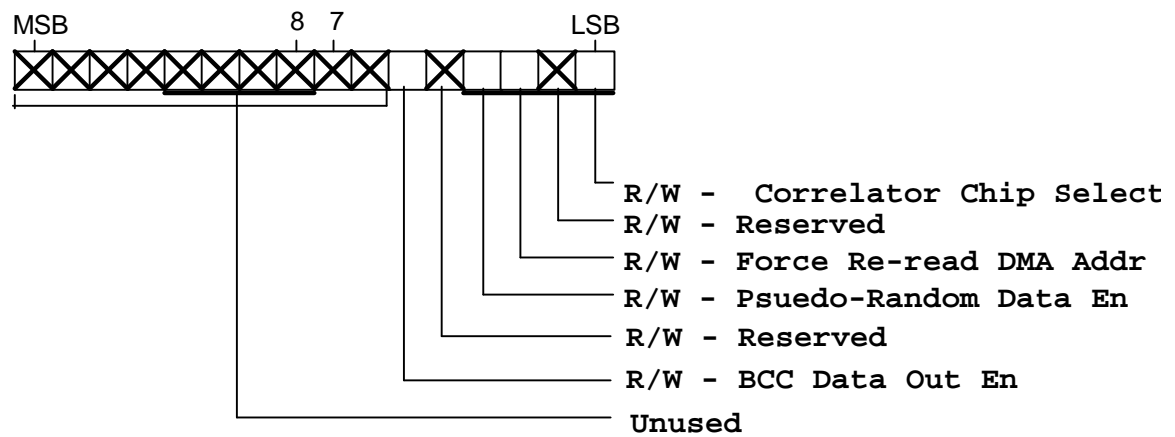 MSB 8 7 LSB
R/W - Correlator Chip Select
R/W - Reserved
R/W - Force Re-read DMA Addr
R/W - Psuedo-Random Data En
R/W - Reserved
R/W - BCC Data Out En
Unused